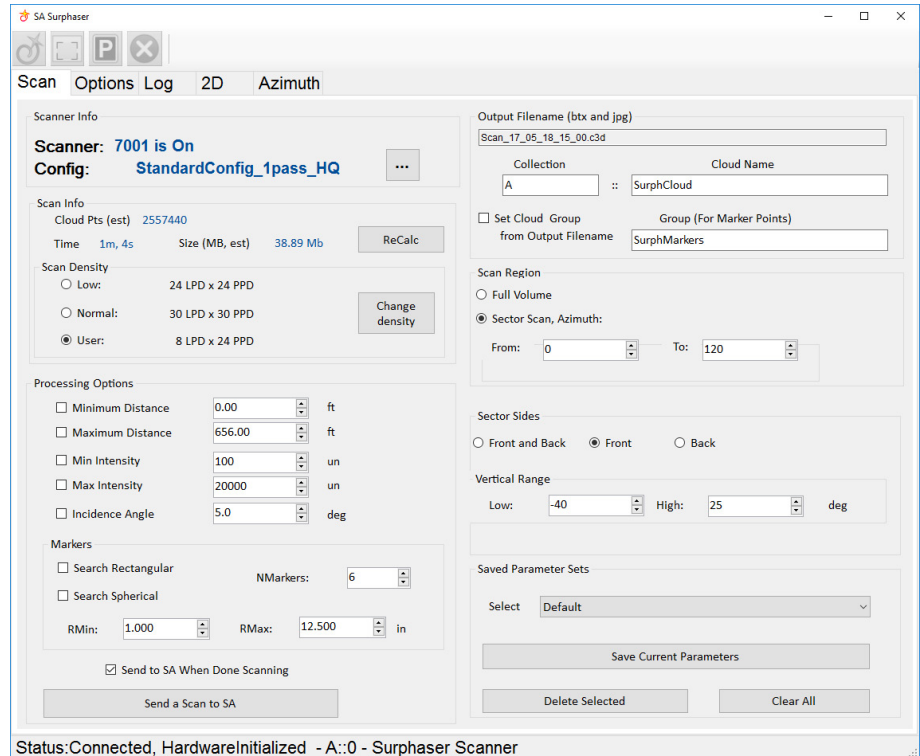 SA Surphaser
P
Scan Options Log 2D Azimuth
Scanner Info
Scanner: 7001 is On
Config: StandardConfig_1pass_HQ ...
Scan Info
Cloud Pts (est) 2557440
Time 1m, 4s Size (MB, est) 38.89 Mb ReCalc
Scan Density
Low: 24 LPD x 24 PPD
Normal: 30 LPD x 30 PPD
Change density
User: 8 LPD x 24 PPD
Processing Options
Minimum Distance 0.00 ft
Maximum Distance 656.00 ft
Min Intensity 100 un
Max Intensity 20000 un
Incidence Angle 5.0 deg
Markers
Search Rectangular
NMarkers: 6
Search Spherical
RMin: 1.000 RMax: 12.500 in
Send to SA When Done Scanning
Send a Scan to SA
Output Filename (btx and jpg)
Scan_17_05_18_15_00.c3d
Collection Cloud Name
A :: SurphCloud
Set Cloud Group Group (For Marker Points)
from Output Filename SurphMarkers
Scan Region
Full Volume
Sector Scan, Azimuth:
From: 0 To: 120
Sector Sides
Front and Back Front Back
Vertical Range
Low: -40 High: 25 deg
Saved Parameter Sets
Select Default
Save Current Parameters
Delete Selected Clear All
Status:Connected, HardwareInitialized - A::0 - Surphaser Scanner